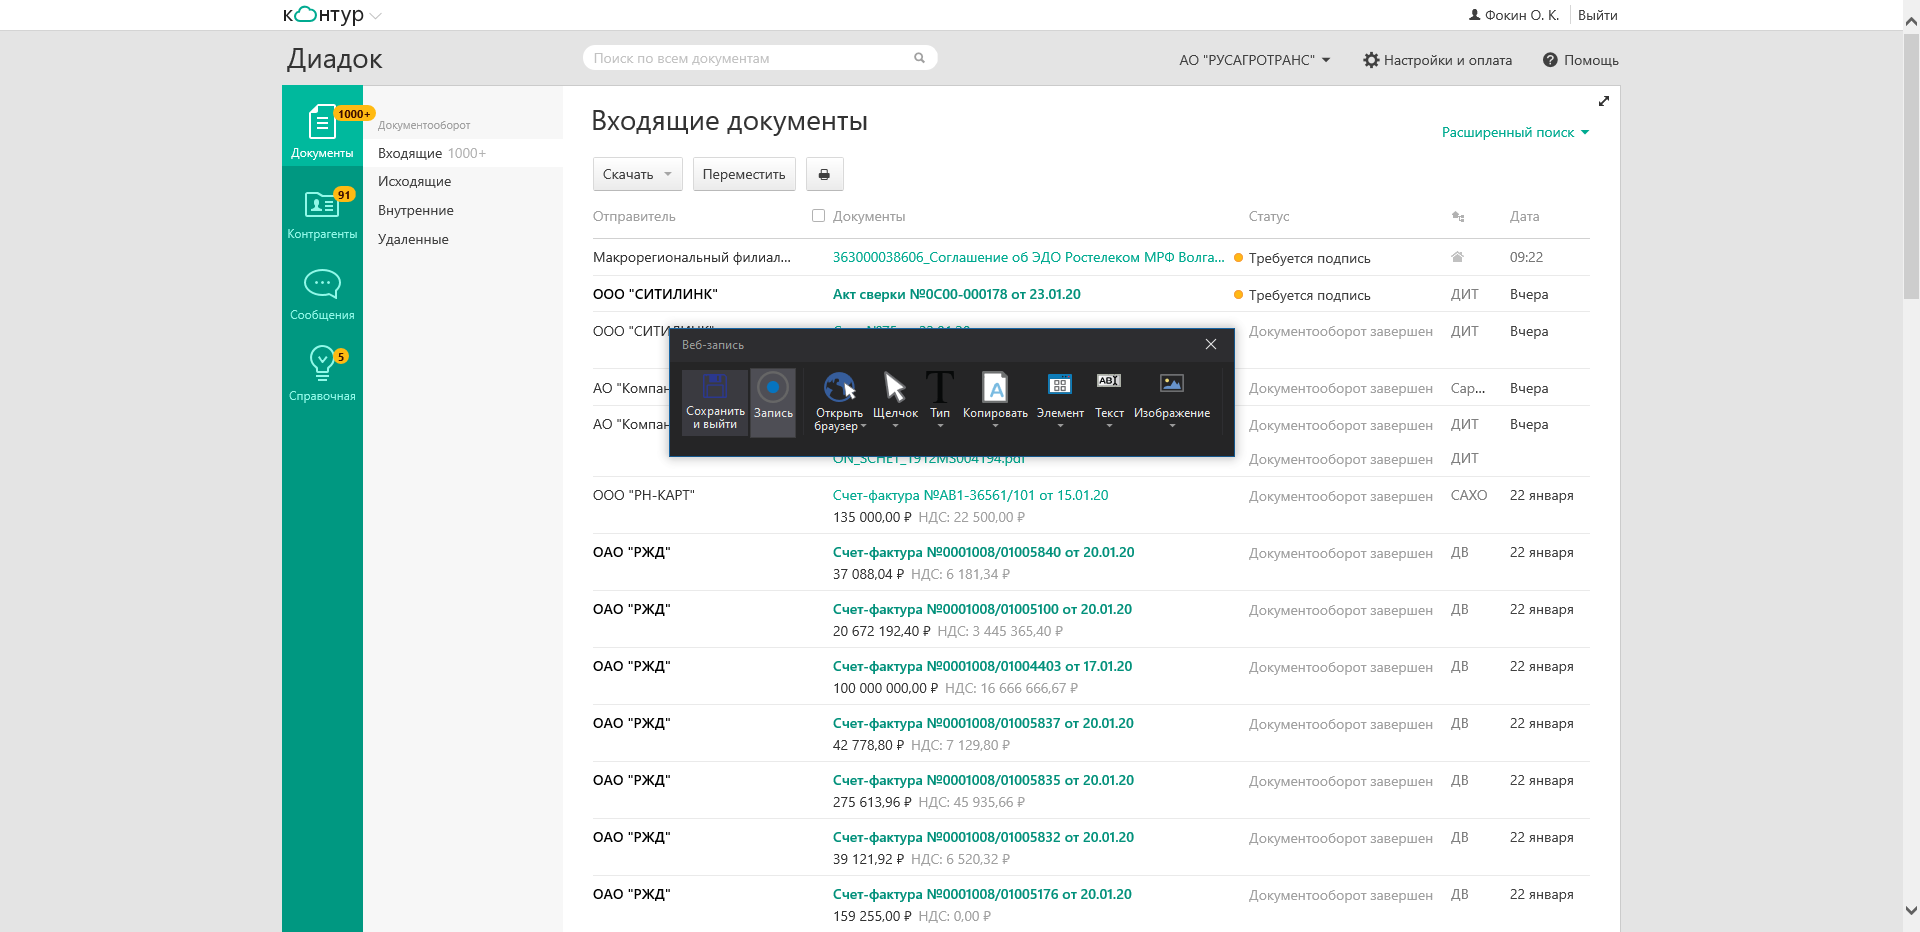 контур
Фокин О. К.
Выйти
Диадок
Поиск по всем документам
АО "РУСАГРОТРАНС"
Настройки и оплата
Помощь
1000+
Документы
91
Контрагенты
Сообщения
5
Справочная
Документооборот
Входящие 1000+
Исходящие
Внутренние
Удаленные
Входящие документы
Расширенный поиск
Скачать
Переместить
Отправитель Документы Статус Дата
Макрорегиональный филиал... 363000038606_Соглашение об ЭДО Ростелеком МРФ Волга... Требуется подпись 09:22
ООО "СИТИЛИНК" Акт сверки №0С00-000178 от 23.01.20 Требуется подпись ДИТ Вчера
ООО "СИТИЛИНК" Документооборот завершен ДИТ Вчера
Веб-запись
Сохранить и выйти
Запись
Открыть браузер
Щелчок
Тип
Копировать
Элемент
ABI
Текст
Изображение
АО "Компан Документооборот завершен Сар... Вчера
АО "Компан Документооборот завершен ДИТ Вчера
ON_SCHET_1912MS004194.pdf Документооборот завершен ДИТ
ООО "РН-КАРТ" Счет-фактура №АВ1-36561/101 от 15.01.20 Документооборот завершен САХО 22 января
135 000,00 ₽ НДС: 22 500,00 ₽
ОАО "РЖД" Счет-фактура №0001008/01005840 от 20.01.20 Документооборот завершен ДВ 22 января
37 088,04 ₽ НДС: 6 181,34 ₽
ОАО "РЖД" Счет-фактура №0001008/01005100 от 20.01.20 Документооборот завершен ДВ 22 января
20 672 192,40 ₽ НДС: 3 445 365,40 ₽
ОАО "РЖД" Счет-фактура №0001008/01004403 от 17.01.20 Документооборот завершен ДВ 22 января
100 000 000,00 ₽ НДС: 16 666 666,67 ₽
ОАО "РЖД" Счет-фактура №0001008/01005837 от 20.01.20 Документооборот завершен ДВ 22 января
42 778,80 ₽ НДС: 7 129,80 ₽
ОАО "РЖД" Счет-фактура №0001008/01005835 от 20.01.20 Документооборот завершен ДВ 22 января
275 613,96 ₽ НДС: 45 935,66 ₽
ОАО "РЖД" Счет-фактура №0001008/01005832 от 20.01.20 Документооборот завершен ДВ 22 января
39 121,92 ₽ НДС: 6 520,32 ₽
ОАО "РЖД" Счет-фактура №0001008/01005176 от 20.01.20 Документооборот завершен ДВ 22 января
159 255,00 ₽ НДС: 0,00 ₽